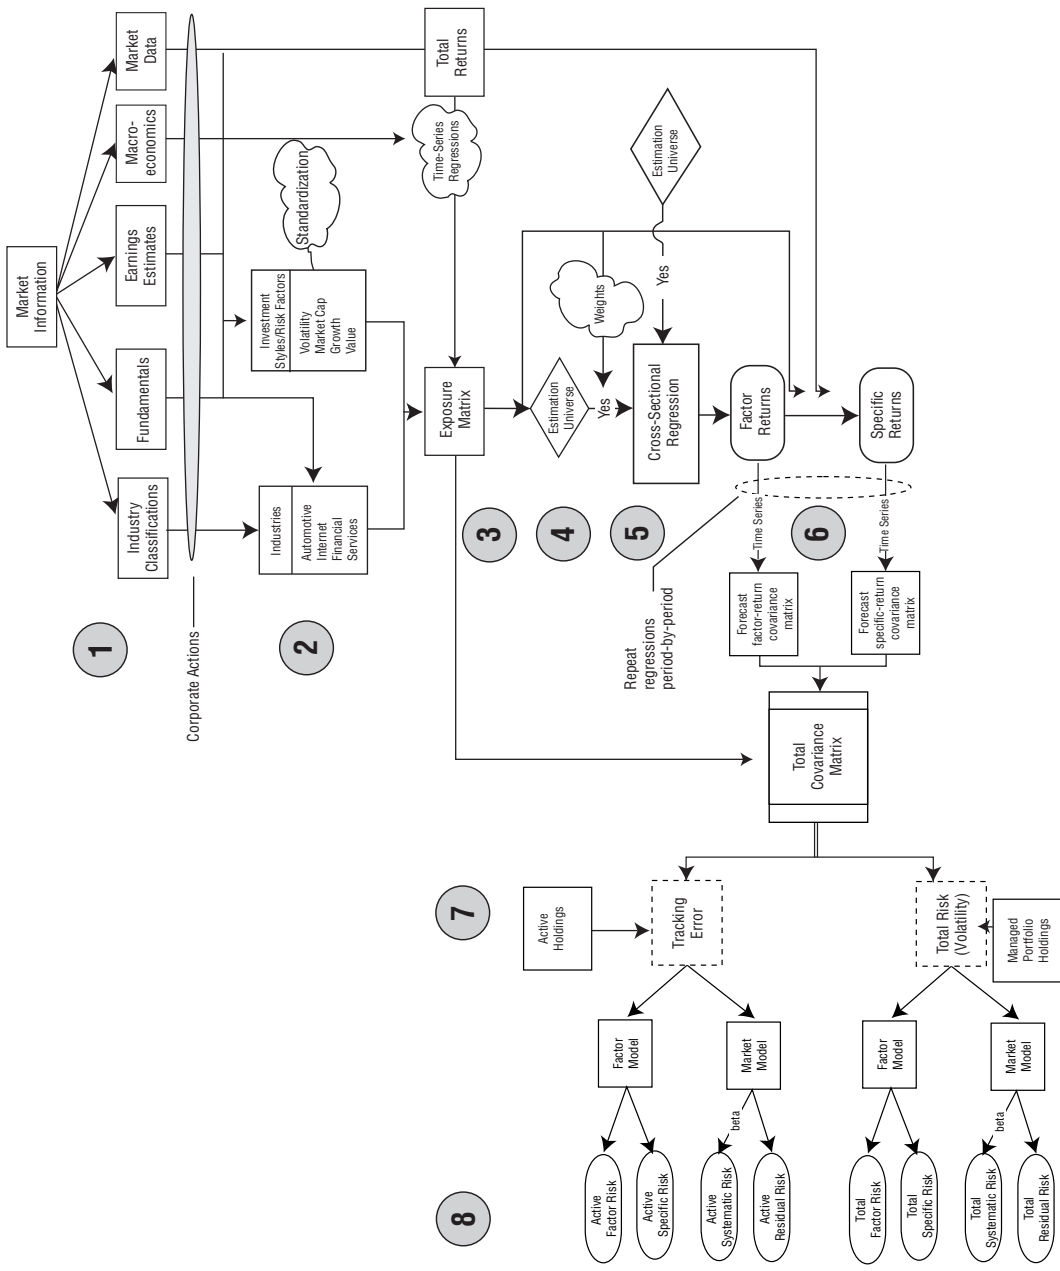 Market
Information
Industry
Classifications
Fundamentals
Earnings
Estimates
Macro-
economics
Market
Data
1
Corporate Actions
2
Industries
Automotive
Internet
Financial
Services
Investment
Styles/Risk Factors
Volatility
Market Cap
Growth
Value
Standardization
Time-Series
Regressions
Total
Returns
3
Exposure
Matrix
4
Estimation
Universe
Yes
Weights
5
Cross-Sectional
Regression
Yes
Estimation
Universe
Repeat
regressions
period-by-period
Factor
Returns
Specific
Returns
6
Time Series
Time Series
Forecast
factor-return
covariance
matrix
Forecast
specific-return
covariance
matrix
Total
Covariance
Matrix
7
Active
Holdings
Tracking
Error
Total Risk
(Volatility)
Managed
Portfolio
Holdings
Factor
Model
Market
Model
Factor
Model
Market
Model
beta
beta
8
Active
Factor Risk
Active
Specific Risk
Active
Systematic Risk
Active
Residual Risk
Total
Factor Risk
Total
Specific Risk
Total
Systematic Risk
Total
Residual Risk